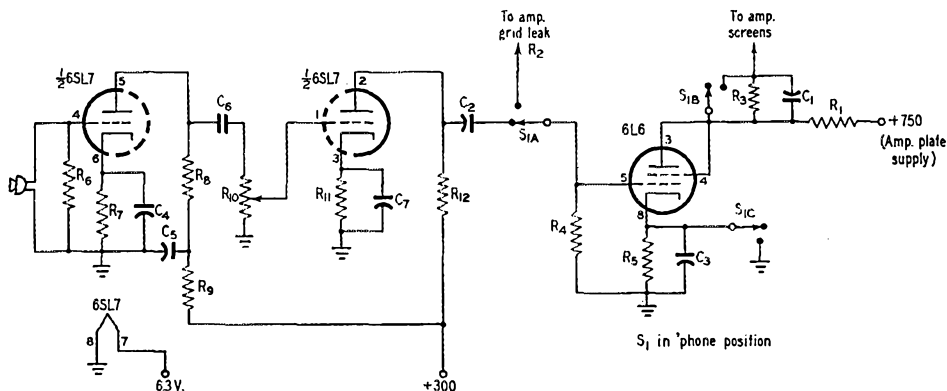 To amp.
grid leak
R2
To amp.
screens
½6SL7
5
4
6
R6
R7
C4
C5
C6
R8
R9
R10
½6SL7
2
1
3
R11
C7
R12
C2
S1A
S1B
R3
C1
R1
+750
(Amp. plate
supply)
6L6
3
5
4
8
R4
R5
C3
S1C
S1 in 'phone position
6SL7
8
7
6.3 V.
+300